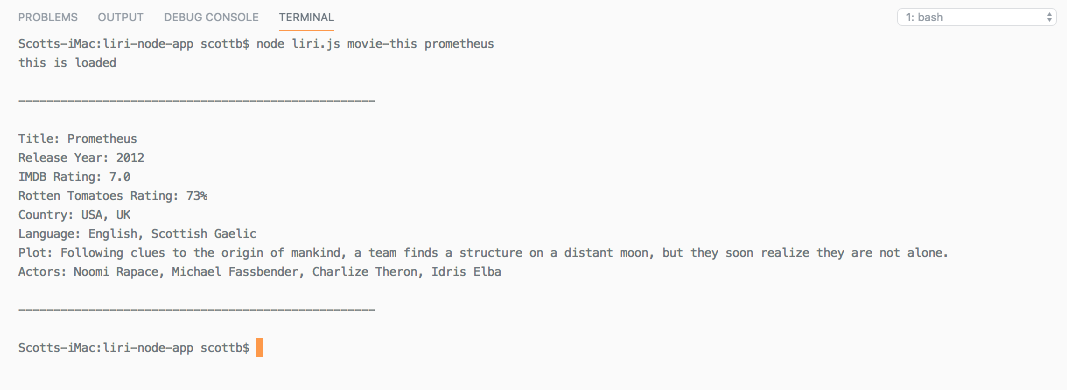 PROBLEMS OUTPUT DEBUG CONSOLE TERMINAL 1: bash
Scotts-iMac:liri-node-app scottb$ node liri.js movie-this prometheus
this is loaded
---------------------------------------------------
Title: Prometheus
Release Year: 2012
IMDB Rating: 7.0
Rotten Tomatoes Rating: 73%
Country: USA, UK
Language: English, Scottish Gaelic
Plot: Following clues to the origin of mankind, a team finds a structure on a distant moon, but they soon realize they are not alone.
Actors: Noomi Rapace, Michael Fassbender, Charlize Theron, Idris Elba
---------------------------------------------------
Scotts-iMac:liri-node-app scottb$